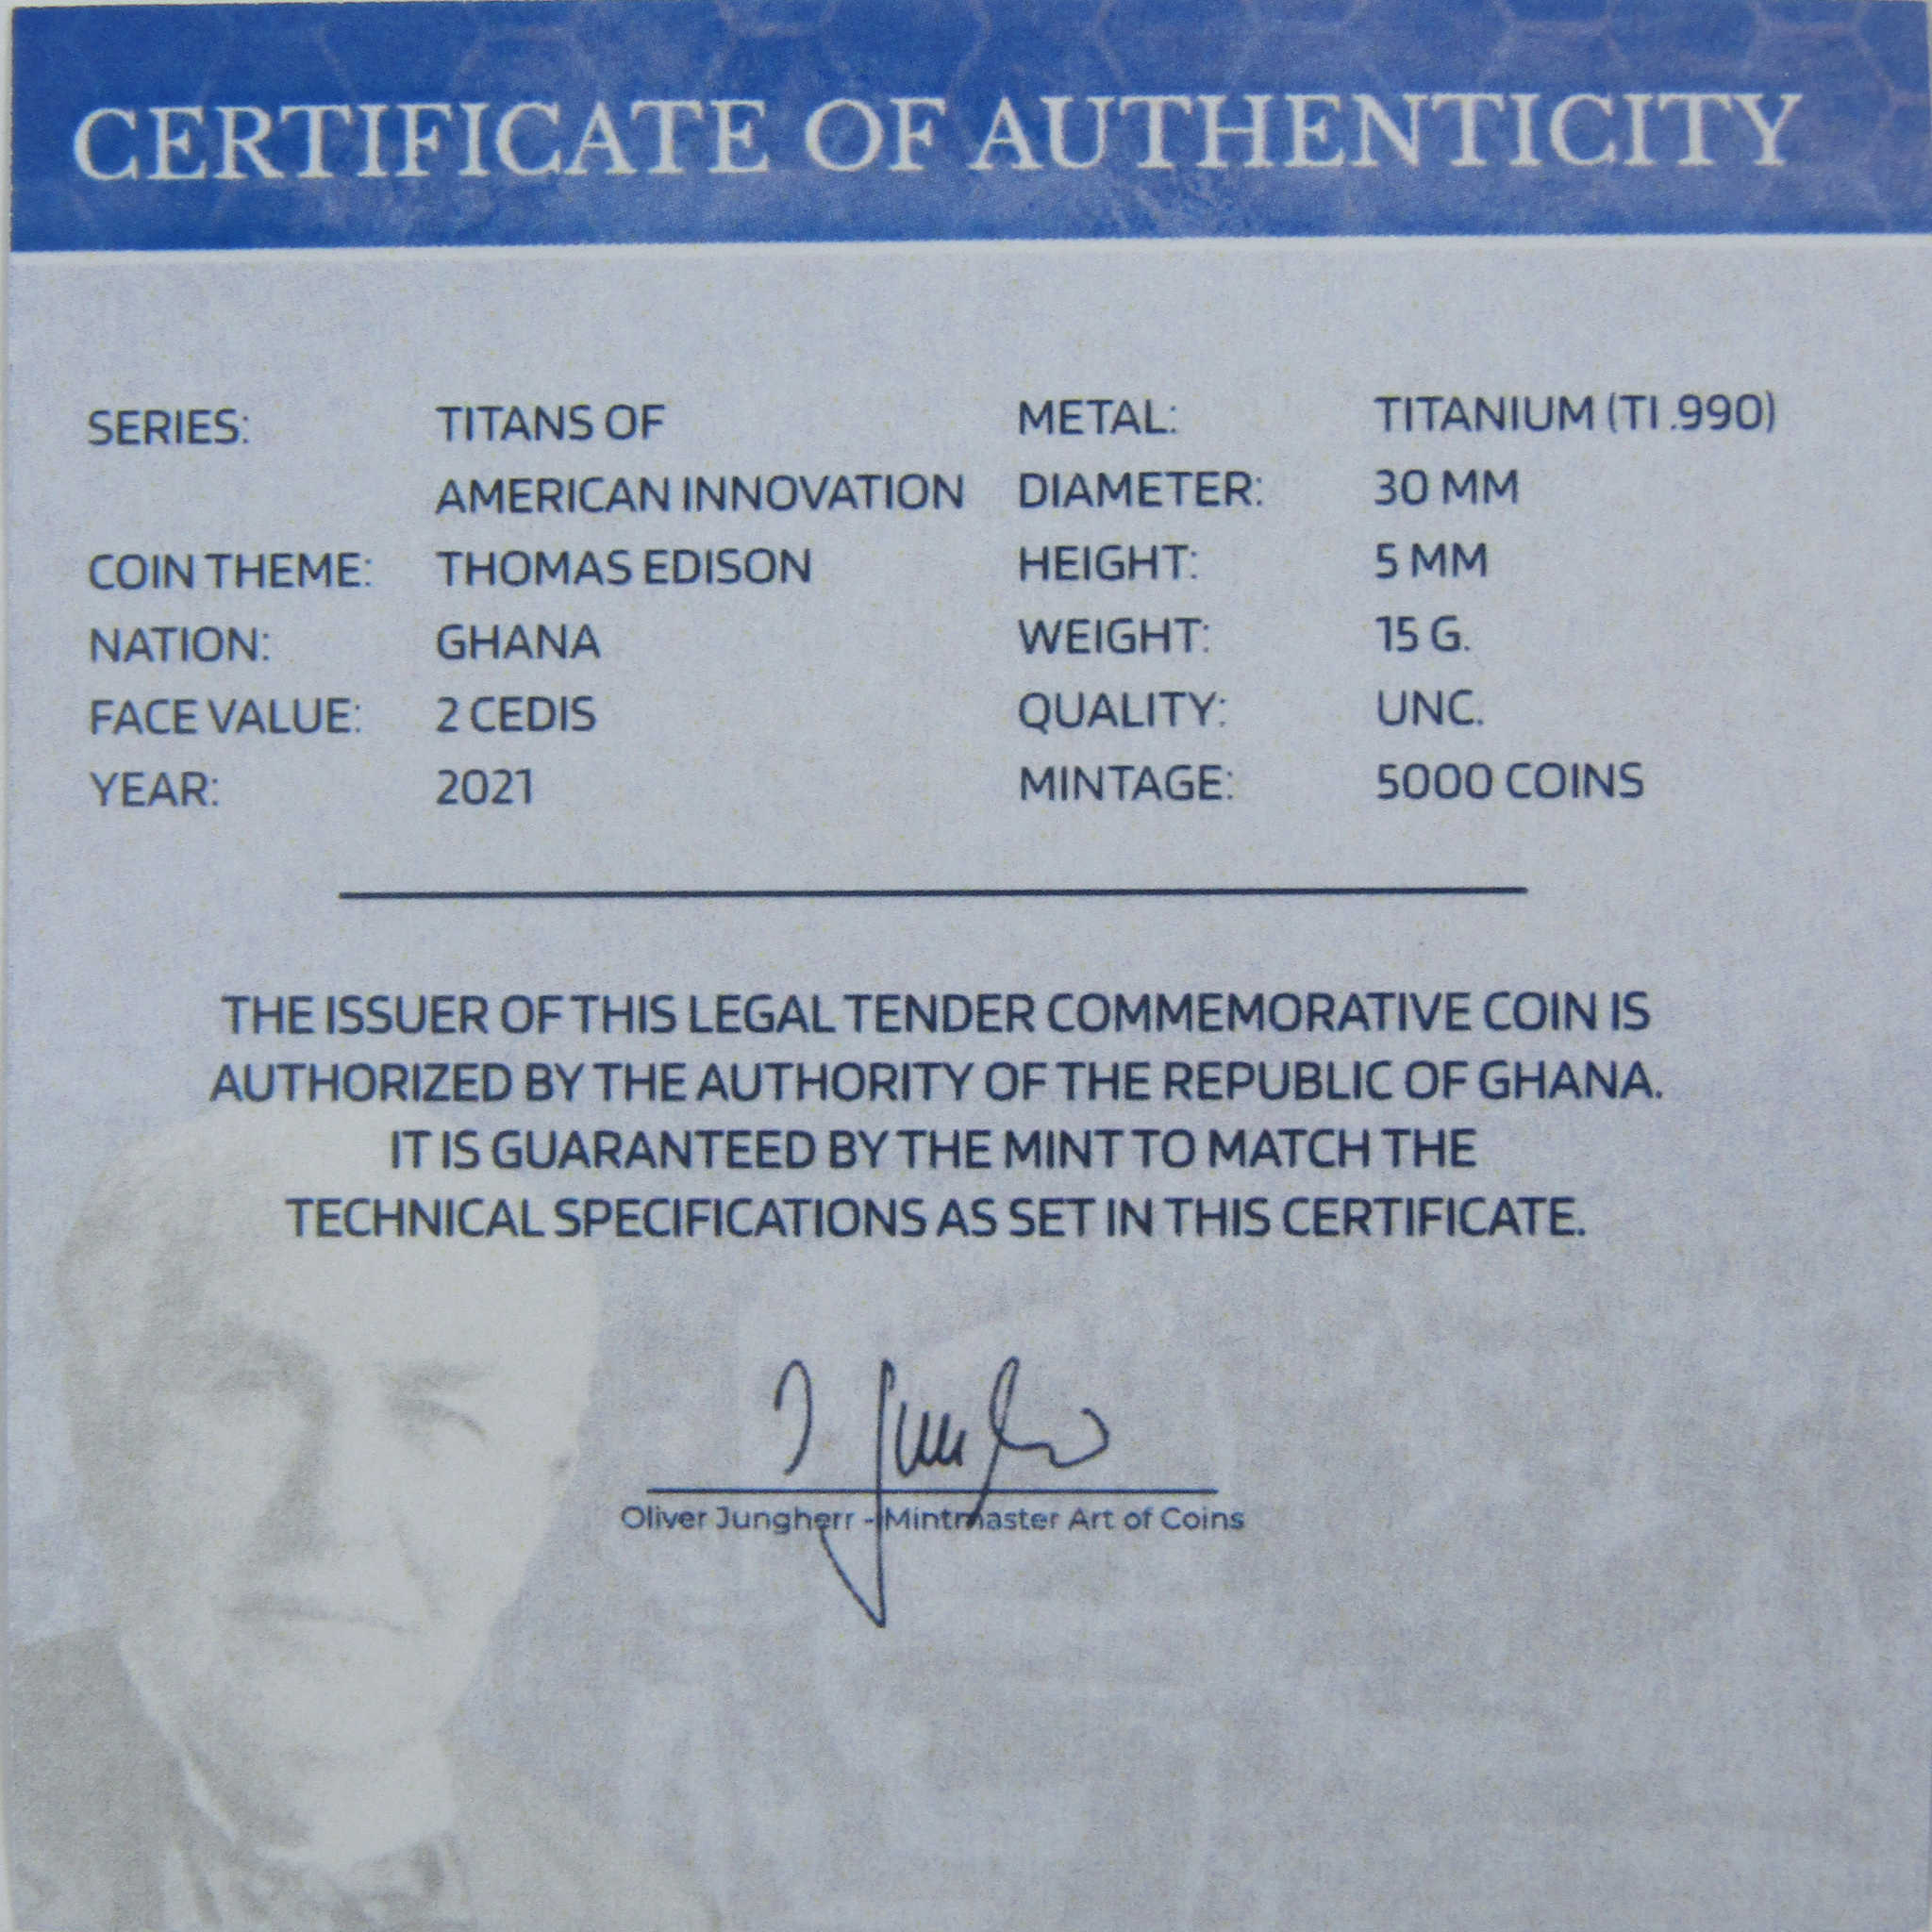 CERTIFICATE OF AUTHENTICITY
SERIES: TITANS OF
AMERICAN INNOVATION
COIN THEME: THOMAS EDISON
NATION: GHANA
FACE VALUE: 2 CEDIS
YEAR: 2021
METAL: TITANIUM (TI .990)
DIAMETER: 30 MM
HEIGHT: 5 MM
WEIGHT: 15 G.
QUALITY: UNC.
MINTAGE: 5000 COINS
THE ISSUER OF THIS LEGAL TENDER COMMEMORATIVE COIN IS
AUTHORIZED BY THE AUTHORITY OF THE REPUBLIC OF GHANA.
IT IS GUARANTEED BY THE MINT TO MATCH THE
TECHNICAL SPECIFICATIONS AS SET IN THIS CERTIFICATE.
Oliver Jungherr - Mintmaster Art of Coins